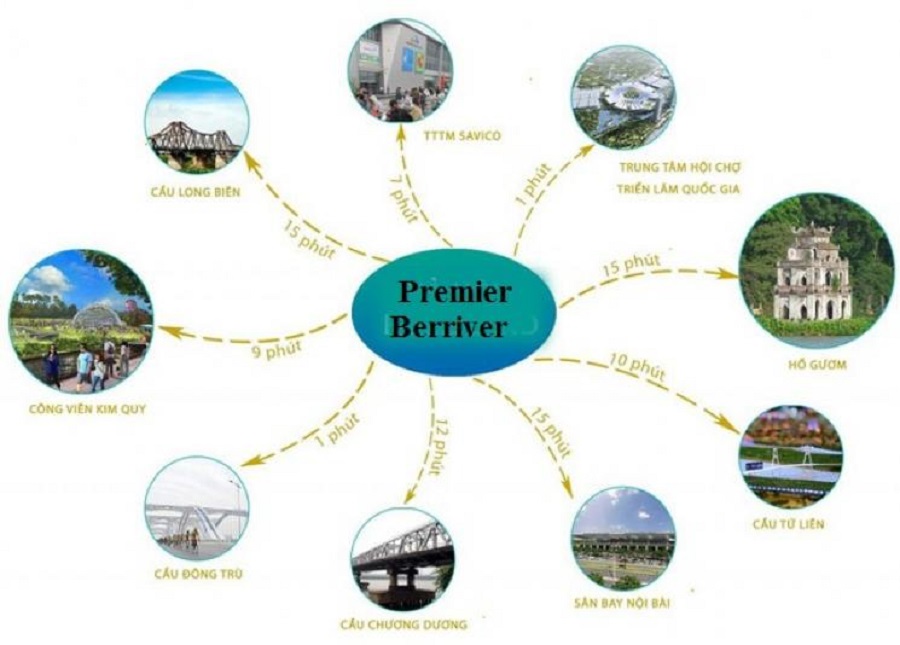 TTTM SAVICO
TRUNG TÂM HỘI CHỢ
TRIỂN LÃM QUỐC GIA
CẦU LONG BIÊN
7 phút
1 phút
15 phút
15 phút
Premier
Berriver
HỒ GƯƠM
9 phút
10 phút
CÔNG VIÊN KIM QUY
1 phút
12 phút
15 phút
CẦU TỨ LIÊN
CẦU ĐÔNG TRÙ
SÂN BAY NỘI BÀI
CẦU CHƯƠNG DƯƠNG